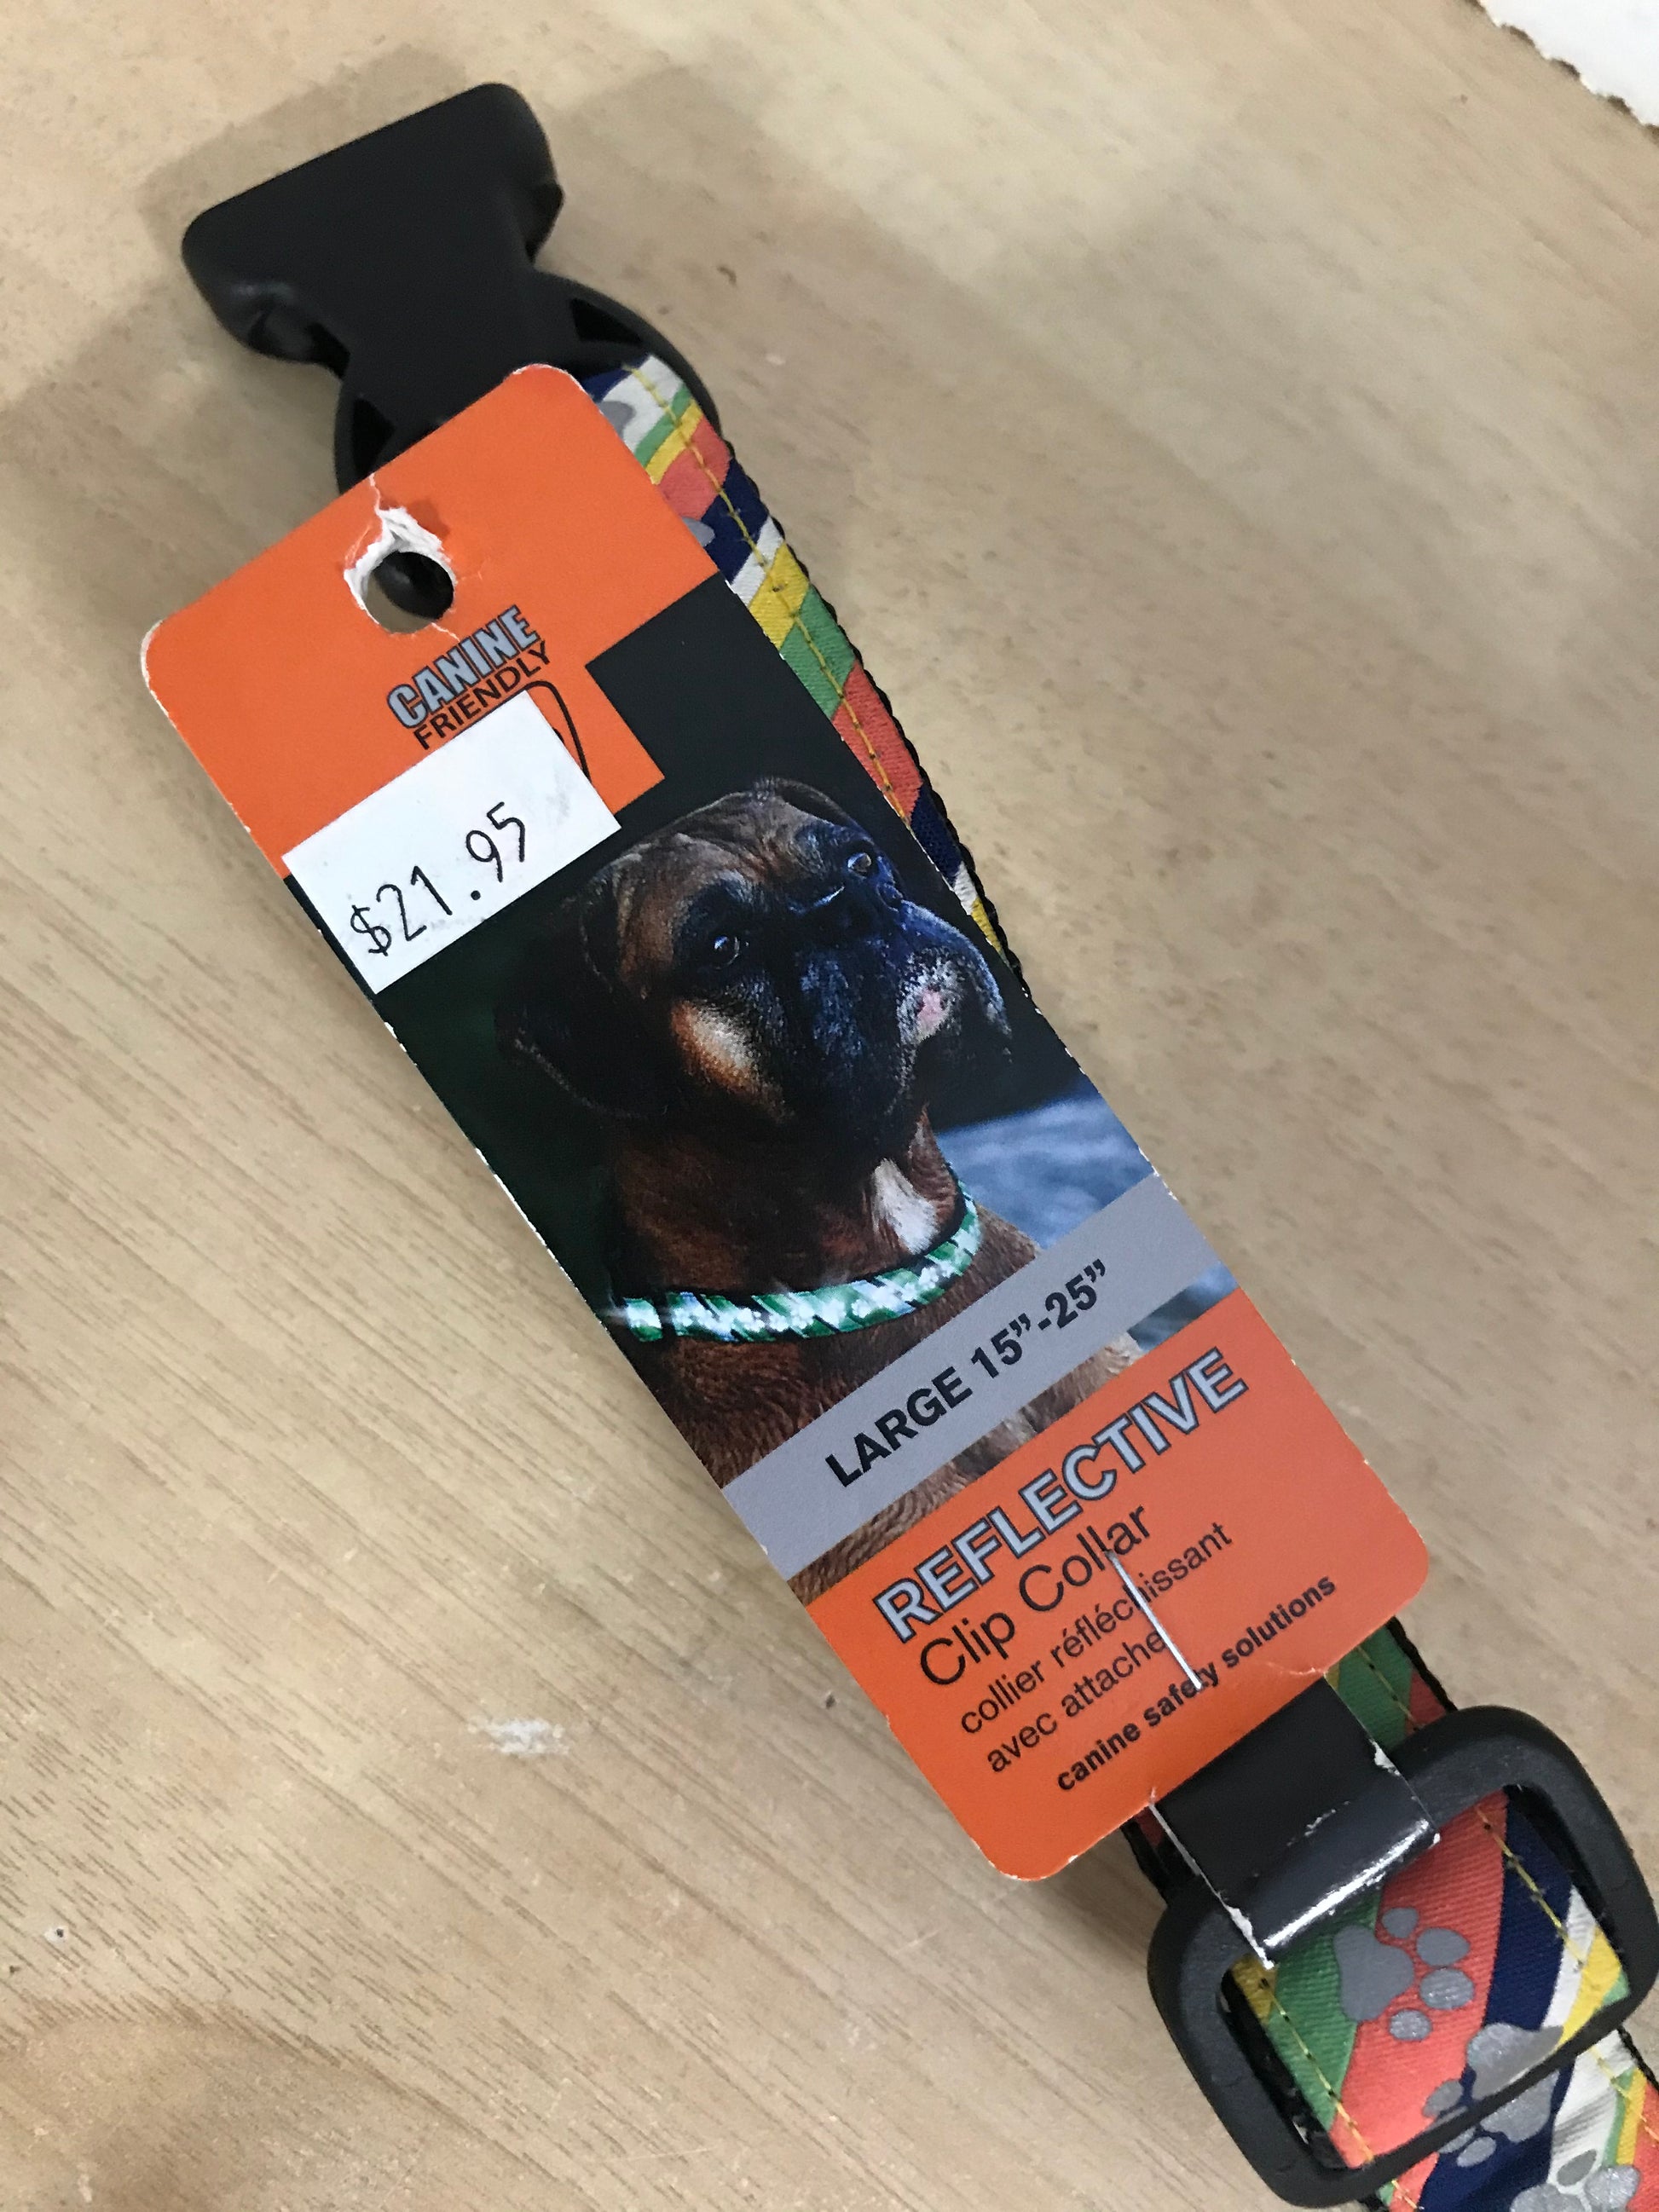 CANINE
FRIENDLY
$21.95
LARGE 15”-25”
REFLECTIVE
Clip Collar
collier réfléchissant
avec attache
canine safety solutions